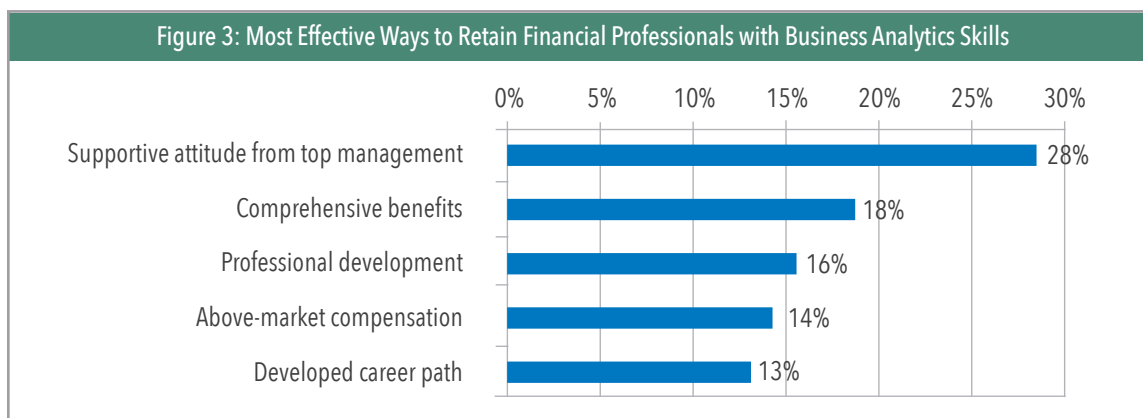 Figure 3: Most Effective Ways to Retain Financial Professionals with Business Analytics Skills
0% 5% 10% 15% 20% 25% 30%
Supportive attitude from top management 28%
Comprehensive benefits 18%
Professional development 16%
Above-market compensation 14%
Developed career path 13%